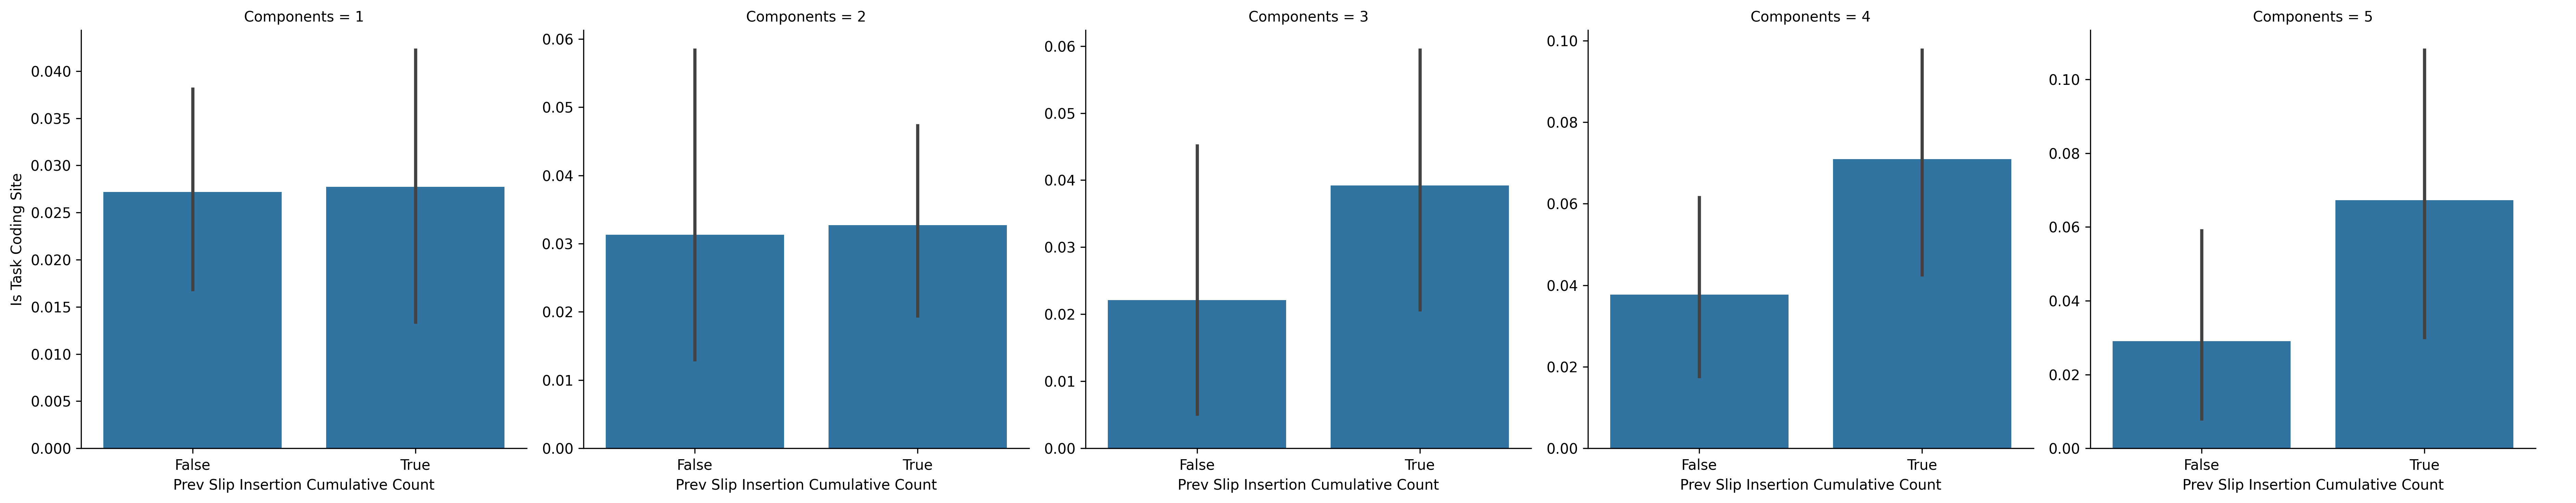 Components = 1
Components = 2
Components = 3
Components = 4
Components = 5
Is Task Coding Site
0.040
0.035
0.030
0.025
0.020
0.015
0.010
0.005
0.000
False
True
Prev Slip Insertion Cumulative Count
0.06
0.05
0.04
0.03
0.02
0.01
0.00
False
True
Prev Slip Insertion Cumulative Count
0.06
0.05
0.04
0.03
0.02
0.01
0.00
False
True
Prev Slip Insertion Cumulative Count
0.10
0.08
0.06
0.04
0.02
0.00
False
True
Prev Slip Insertion Cumulative Count
0.10
0.08
0.06
0.04
0.02
0.00
False
True
Prev Slip Insertion Cumulative Count